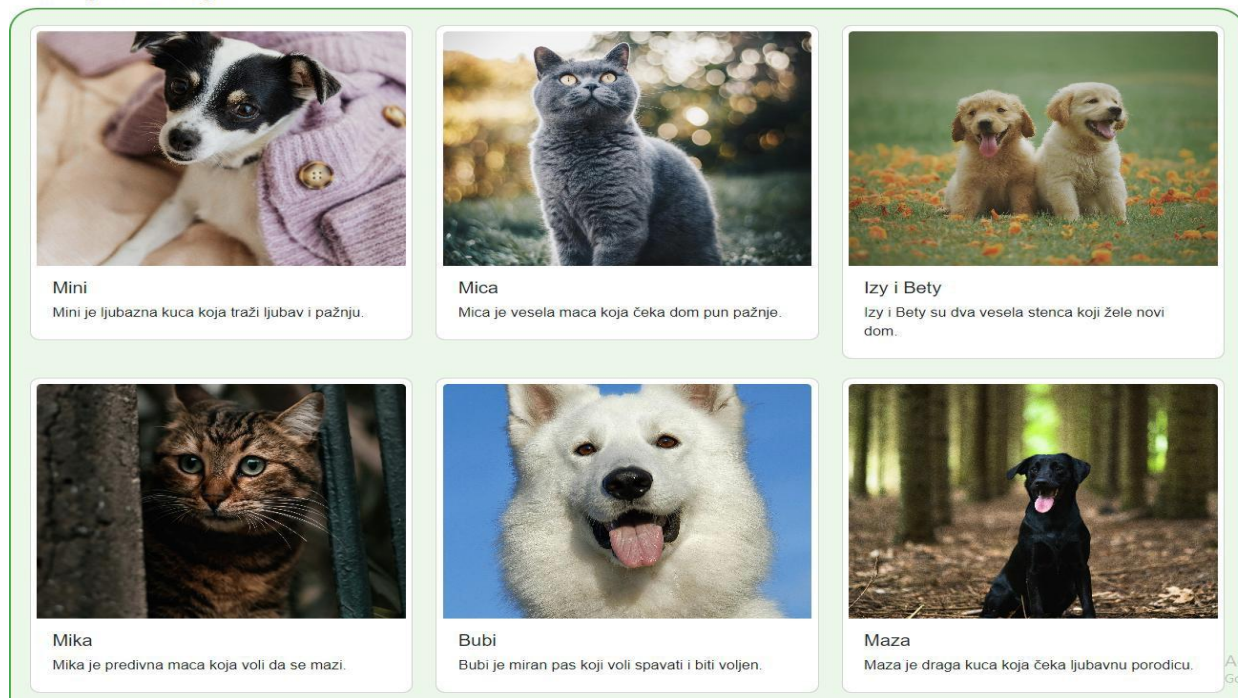 Mini
Mini je ljubazna kuca koja traži ljubav i pažnju.
Mica
Mica je vesela maca koja čeka dom pun pažnje.
Izy i Bety
Izy i Bety su dva vesela stenca koji žele novi
dom.
Mika
Mika je predivna maca koja voli da se mazi.
Bubi
Bubi je miran pas koji voli spavati i biti voljen.
Maza
Maza je draga kuca koja čeka ljubavnu porodicu.